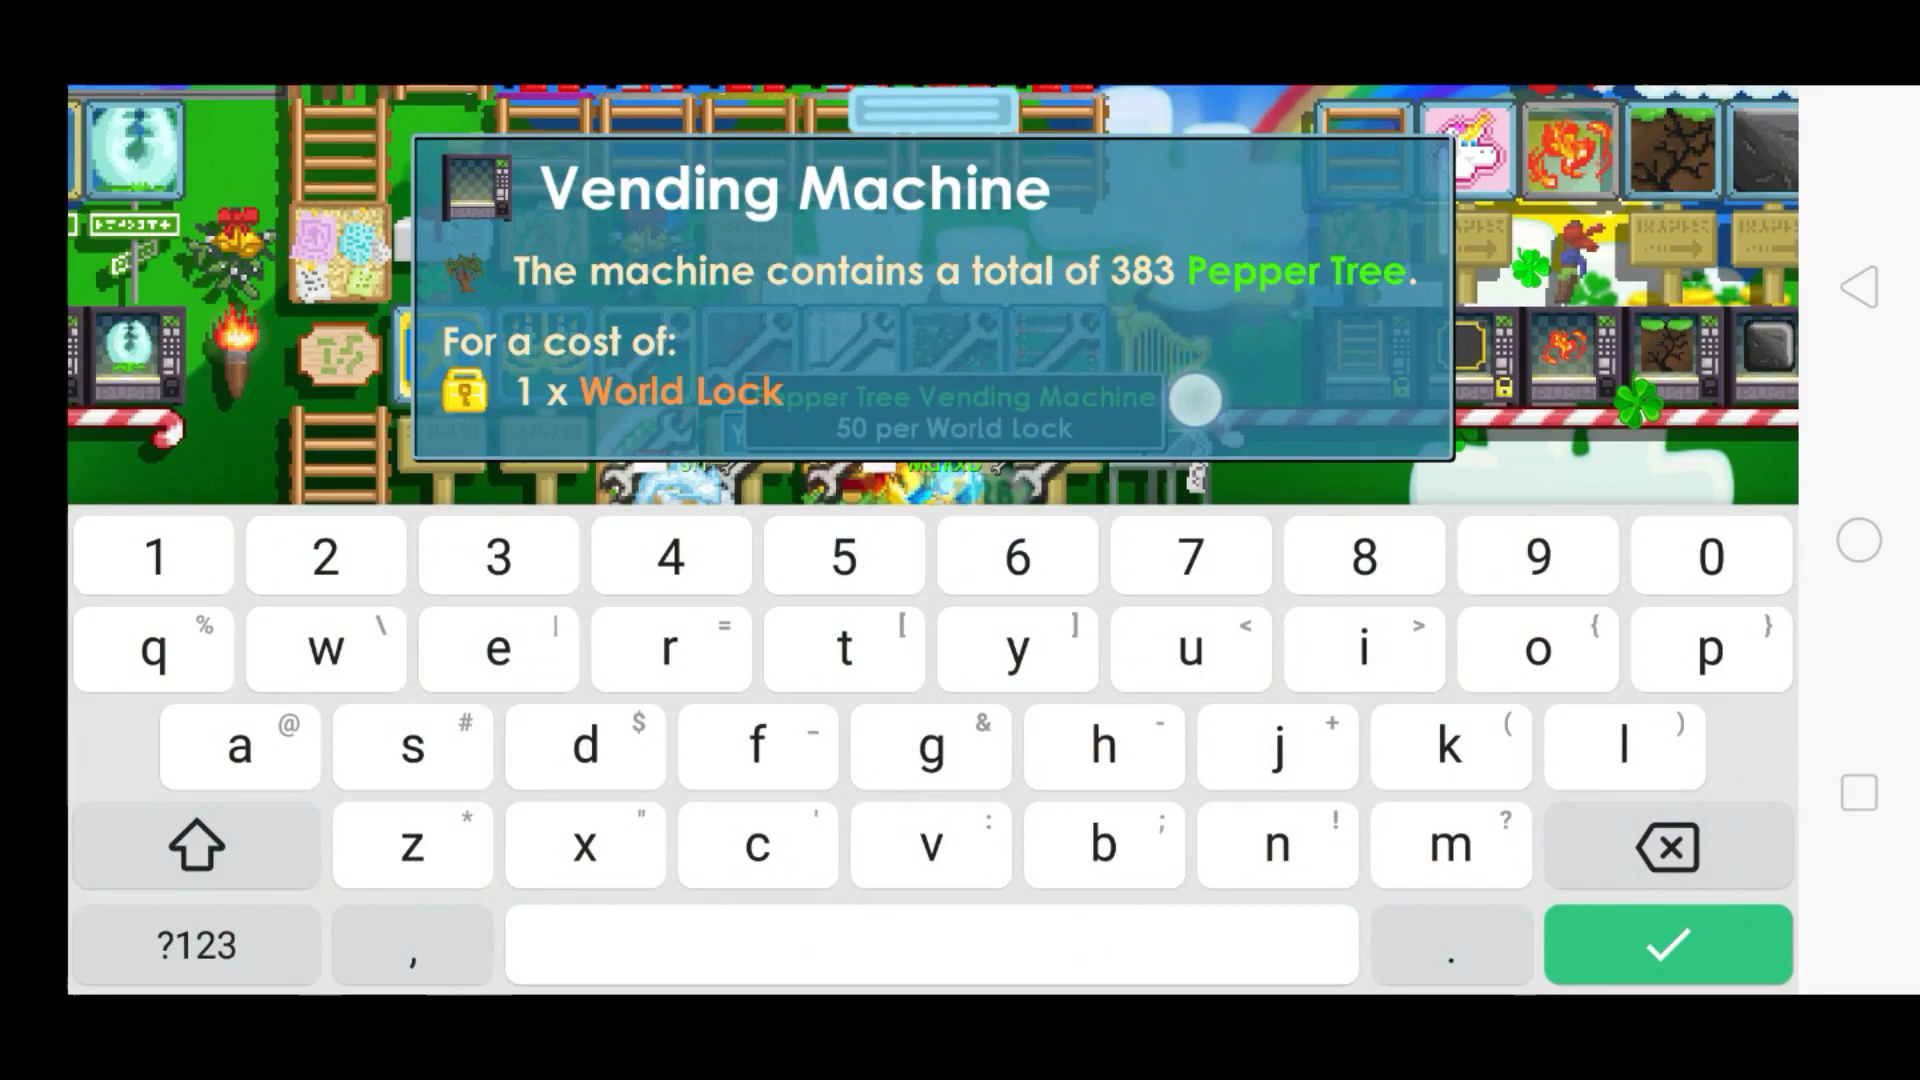 Vending Machine
The machine contains a total of 383 Pepper Tree.
For a cost of:
1 x World Lock
pper Tree Vending Machine
50 per World Lock
1 2 3 4 5 6 7 8 9 0
q % w \ e | r = t [ y ] u < i > o { p }
a @ s # d $ f _ g & h - j + k ( l )
z * x " c ' v : b ; n ! m ?
?123 , .